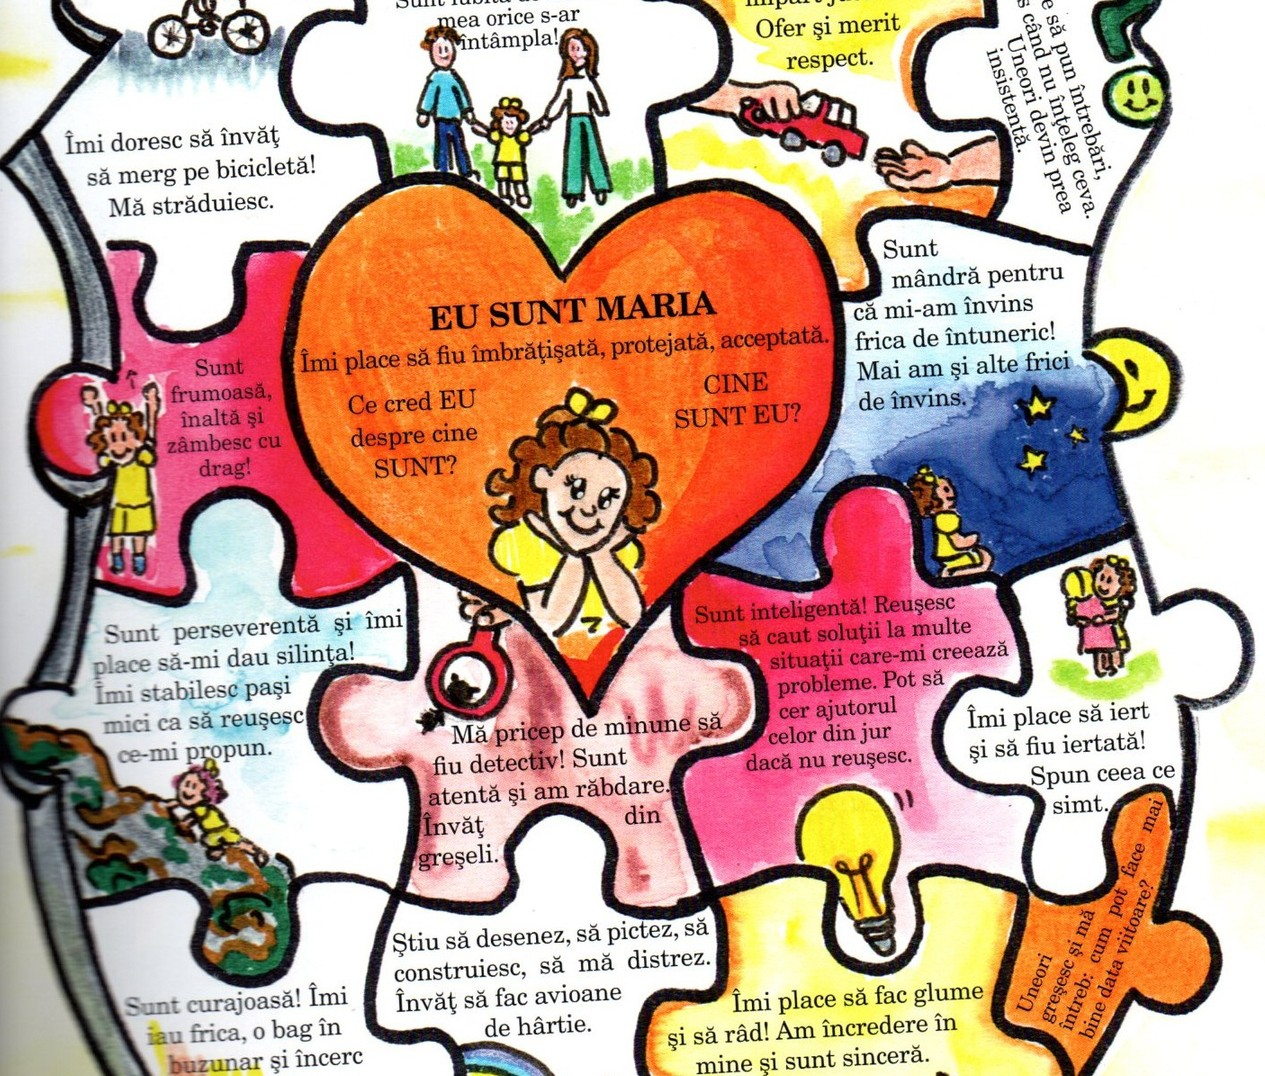 mea orice s-ar
întâmpla!
Ofer şi merit
respect.
e să pun întrebări,
s când nu înţeleg ceva.
Uneori devin prea
insistentă.
Îmi doresc să învăţ
să merg pe bicicletă!
Mă străduiesc.
EU SUNT MARIA
Îmi place să fiu îmbrăţişată, protejată, acceptată.
Ce cred EU
despre cine
SUNT?
CINE
SUNT EU?
Sunt
mândră pentru
că mi-am învins
frica de întuneric!
Mai am şi alte frici
de învins.
Sunt
frumoasă,
înaltă şi
zâmbesc cu
drag!
Sunt perseverentă şi îmi
place să-mi dau silinţa!
Îmi stabilesc paşi
mici ca să reuşesc
ce-mi propun.
Mă pricep de minune să
fiu detectiv! Sunt
atentă şi am răbdare.
Învăţ din
greşeli.
Sunt inteligentă! Reuşesc
să caut soluţii la multe
situaţii care-mi creează
probleme. Pot să
cer ajutorul
celor din jur
dacă nu reuşesc.
Îmi place să iert
şi să fiu iertată!
Spun ceea ce
simt.
Sunt curajoasă! Îmi
iau frica, o bag în
buzunar şi încerc
Ştiu să desenez, să pictez, să
construiesc, să mă distrez.
Învăţ să fac avioane
de hârtie.
Îmi place să fac glume
şi să râd! Am încredere în
mine şi sunt sinceră.
Uneori
greşesc şi mă
întreb: cum pot face mai
bine data viitoare?